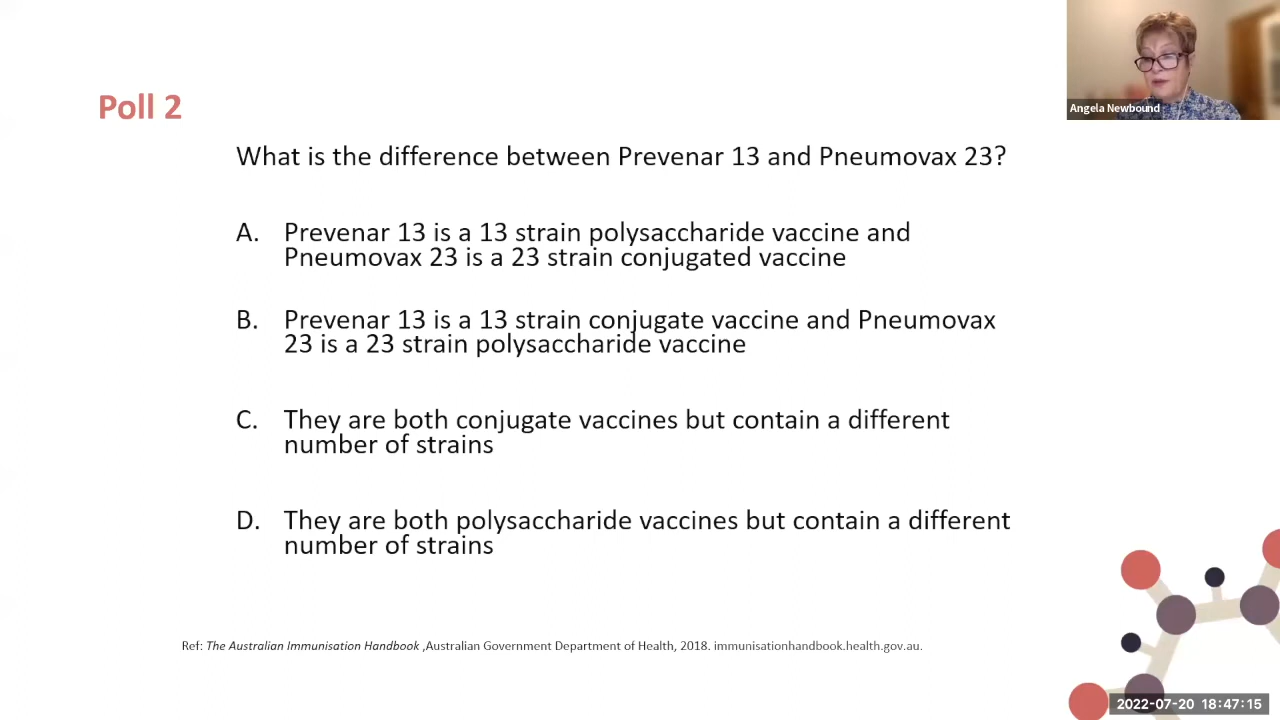 Angela Newbound
Poll 2
What is the difference between Prevenar 13 and Pneumovax 23?
A. Prevenar 13 is a 13 strain polysaccharide vaccine and
Pneumovax 23 is a 23 strain conjugated vaccine
B. Prevenar 13 is a 13 strain conjugate vaccine and Pneumovax
23 is a 23 strain polysaccharide vaccine
C. They are both conjugate vaccines but contain a different
number of strains
D. They are both polysaccharide vaccines but contain a different
number of strains
Ref: The Australian Immunisation Handbook ,Australian Government Department of Health, 2018. immunisationhandbook.health.gov.au.
2022-07-20 18:47:15